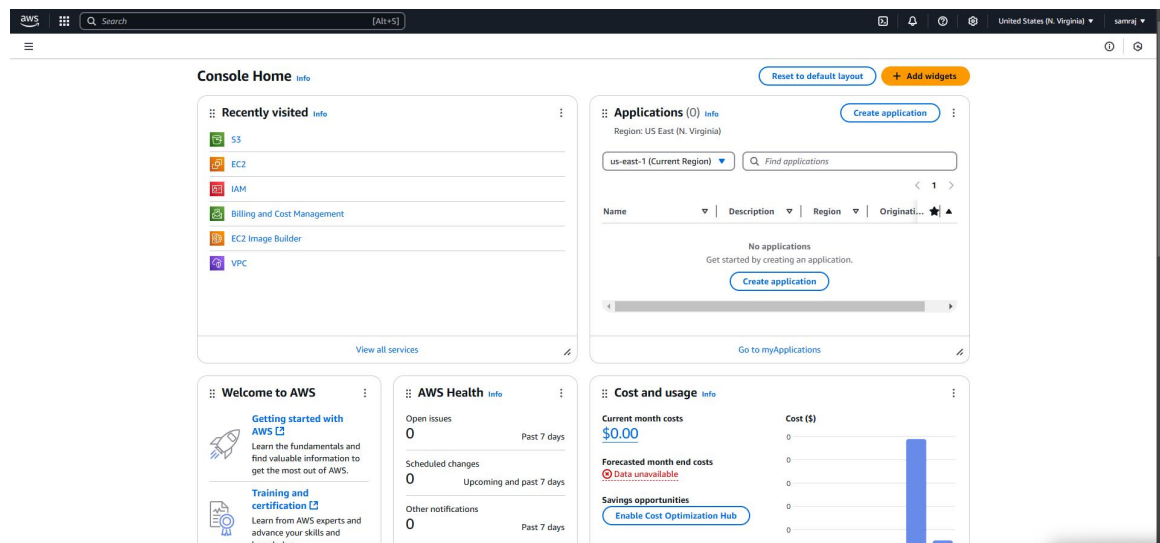 aws
Search [Alt+S]
United States (N. Virginia) ▼
samraj ▼
Console Home Info
Reset to default layout
+ Add widgets
Recently visited Info
S3
EC2
IAM
Billing and Cost Management
EC2 Image Builder
VPC
View all services
Applications (0) Info
Create application
Region: US East (N. Virginia)
us-east-1 (Current Region) ▼
Find applications
1
Name Description Region Originati...
No applications
Get started by creating an application.
Create application
Go to myApplications
Welcome to AWS
Getting started with
AWS
Learn the fundamentals and
find valuable information to
get the most out of AWS.
Training and
certification
Learn from AWS experts and
advance your skills and
AWS Health Info
Open issues
0 Past 7 days
Scheduled changes
0 Upcoming and past 7 days
Other notifications
0 Past 7 days
Cost and usage Info
Current month costs
$0.00
Forecasted month end costs
Data unavailable
Savings opportunities
Enable Cost Optimization Hub
Cost ($)
0
0
0
0
0